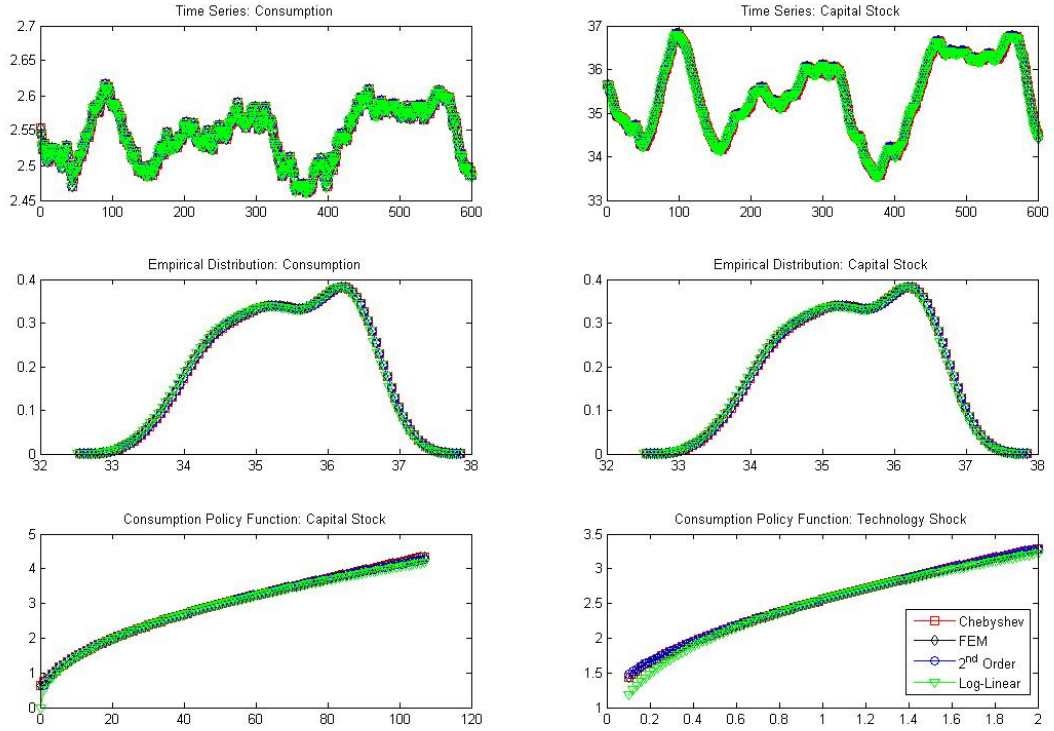 Time Series: Consumption
2.7
2.65
2.6
2.55
2.5
2.45
0 100 200 300 400 500 600
Time Series: Capital Stock
37
36
35
34
33
0 100 200 300 400 500 600
Empirical Distribution: Consumption
0.4
0.3
0.2
0.1
0
32 33 34 35 36 37 38
Empirical Distribution: Capital Stock
0.4
0.3
0.2
0.1
0
32 33 34 35 36 37 38
Consumption Policy Function: Capital Stock
5
4
3
2
1
0
0 20 40 60 80 100 120
Consumption Policy Function: Technology Shock
3.5
3
2.5
2
1.5
1
0 0.2 0.4 0.6 0.8 1 1.2 1.4 1.6 1.8 2
Chebyshev
FEM
2nd Order
Log-Linear